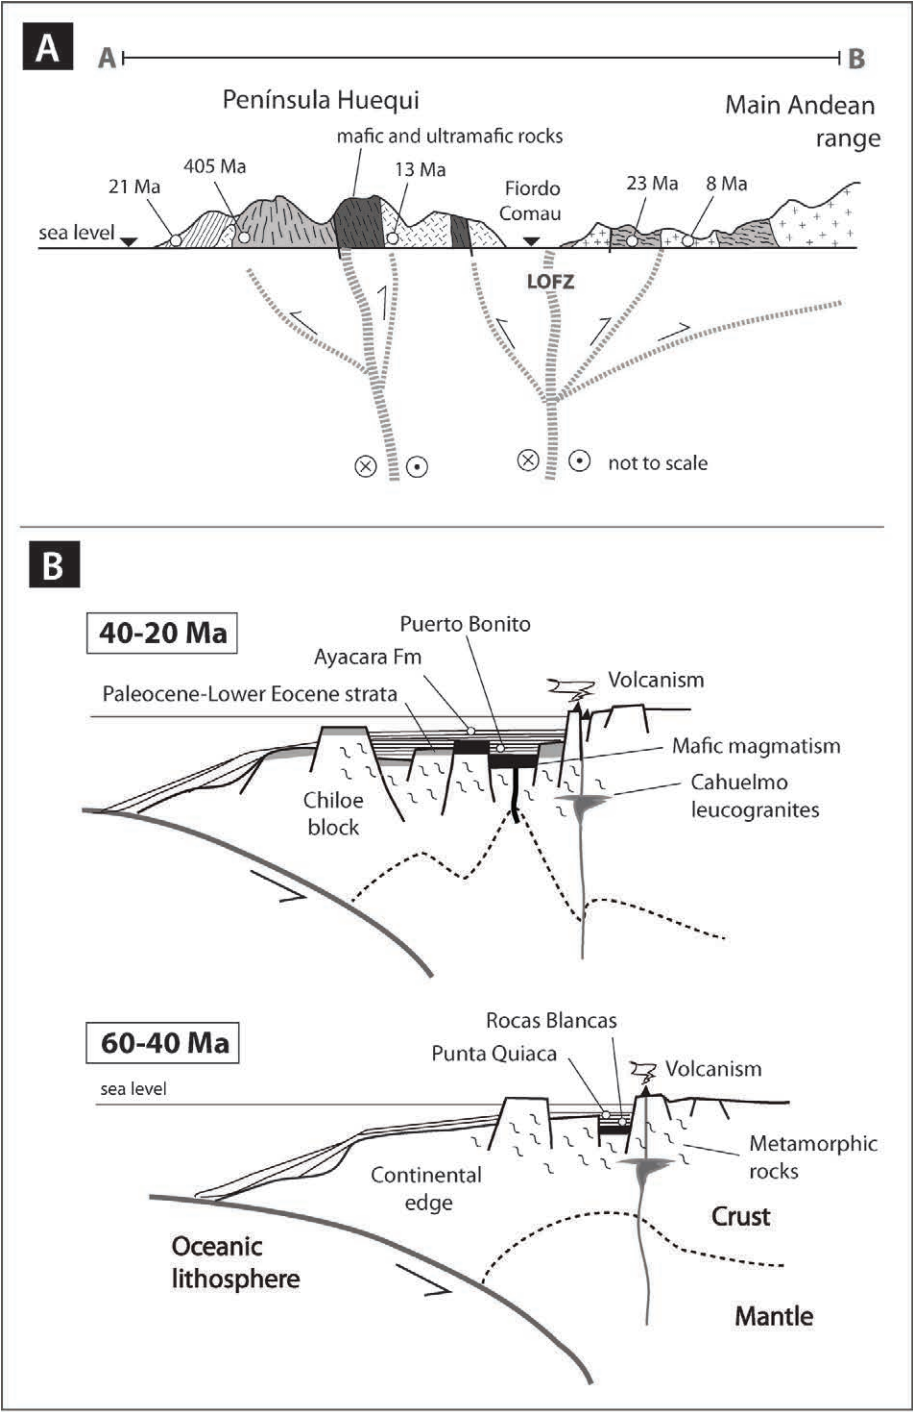 A
A
B
Península Huequi
Main Andean
range
mafic and ultramafic rocks
405 Ma
13 Ma
21 Ma
Fiordo
Comau
23 Ma
8 Ma
sea level
LOFZ
not to scale
B
40-20 Ma
Puerto Bonito
Ayacara Fm
Volcanism
Paleocene-Lower Eocene strata
Mafic magmatism
Cahuelmo
leucogranites
Chiloe
block
60-40 Ma
Rocas Blancas
Punta Quiaca
Volcanism
sea level
Metamorphic
rocks
Continental
edge
Crust
Oceanic
lithosphere
Mantle